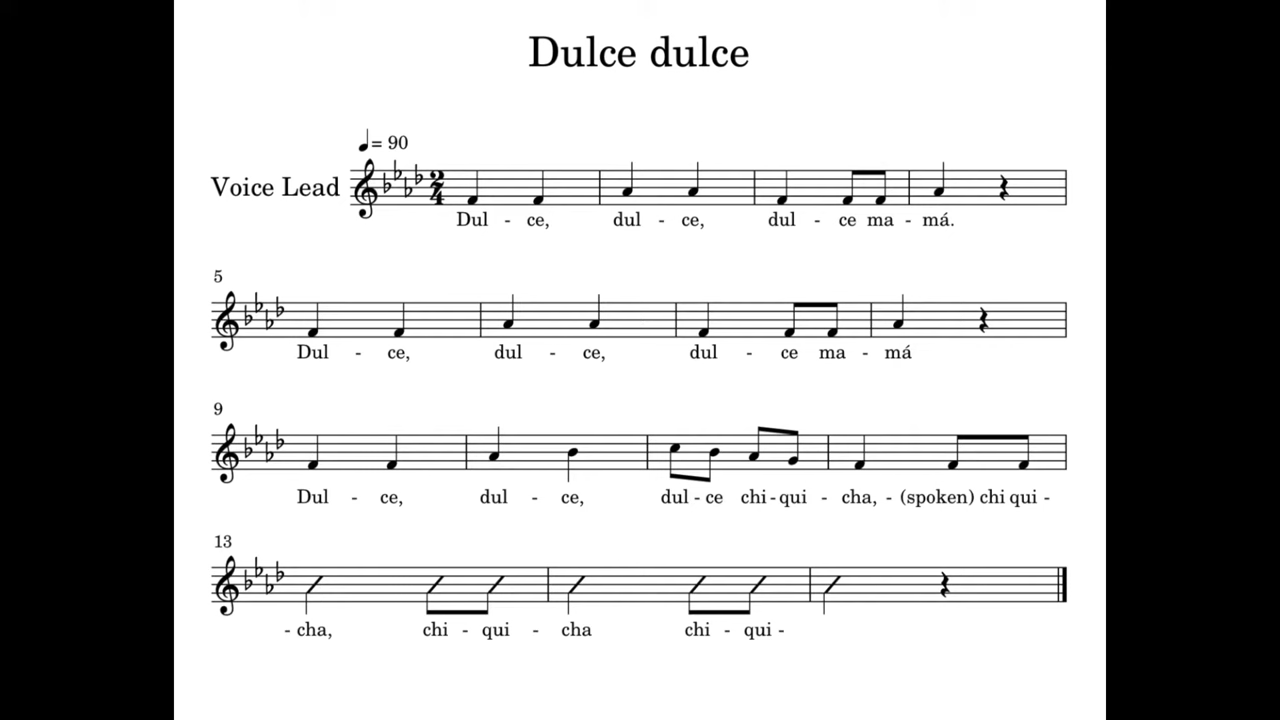 Dulce dulce
♩= 90
Voice Lead
2/4
Dul - ce, dul - ce, dul - ce ma - má.
5
Dul - ce, dul - ce, dul - ce ma - má
9
Dul - ce, dul - ce, dul - ce chi - qui - cha, - (spoken) chi qui -
13
- cha, chi - qui - cha chi - qui -